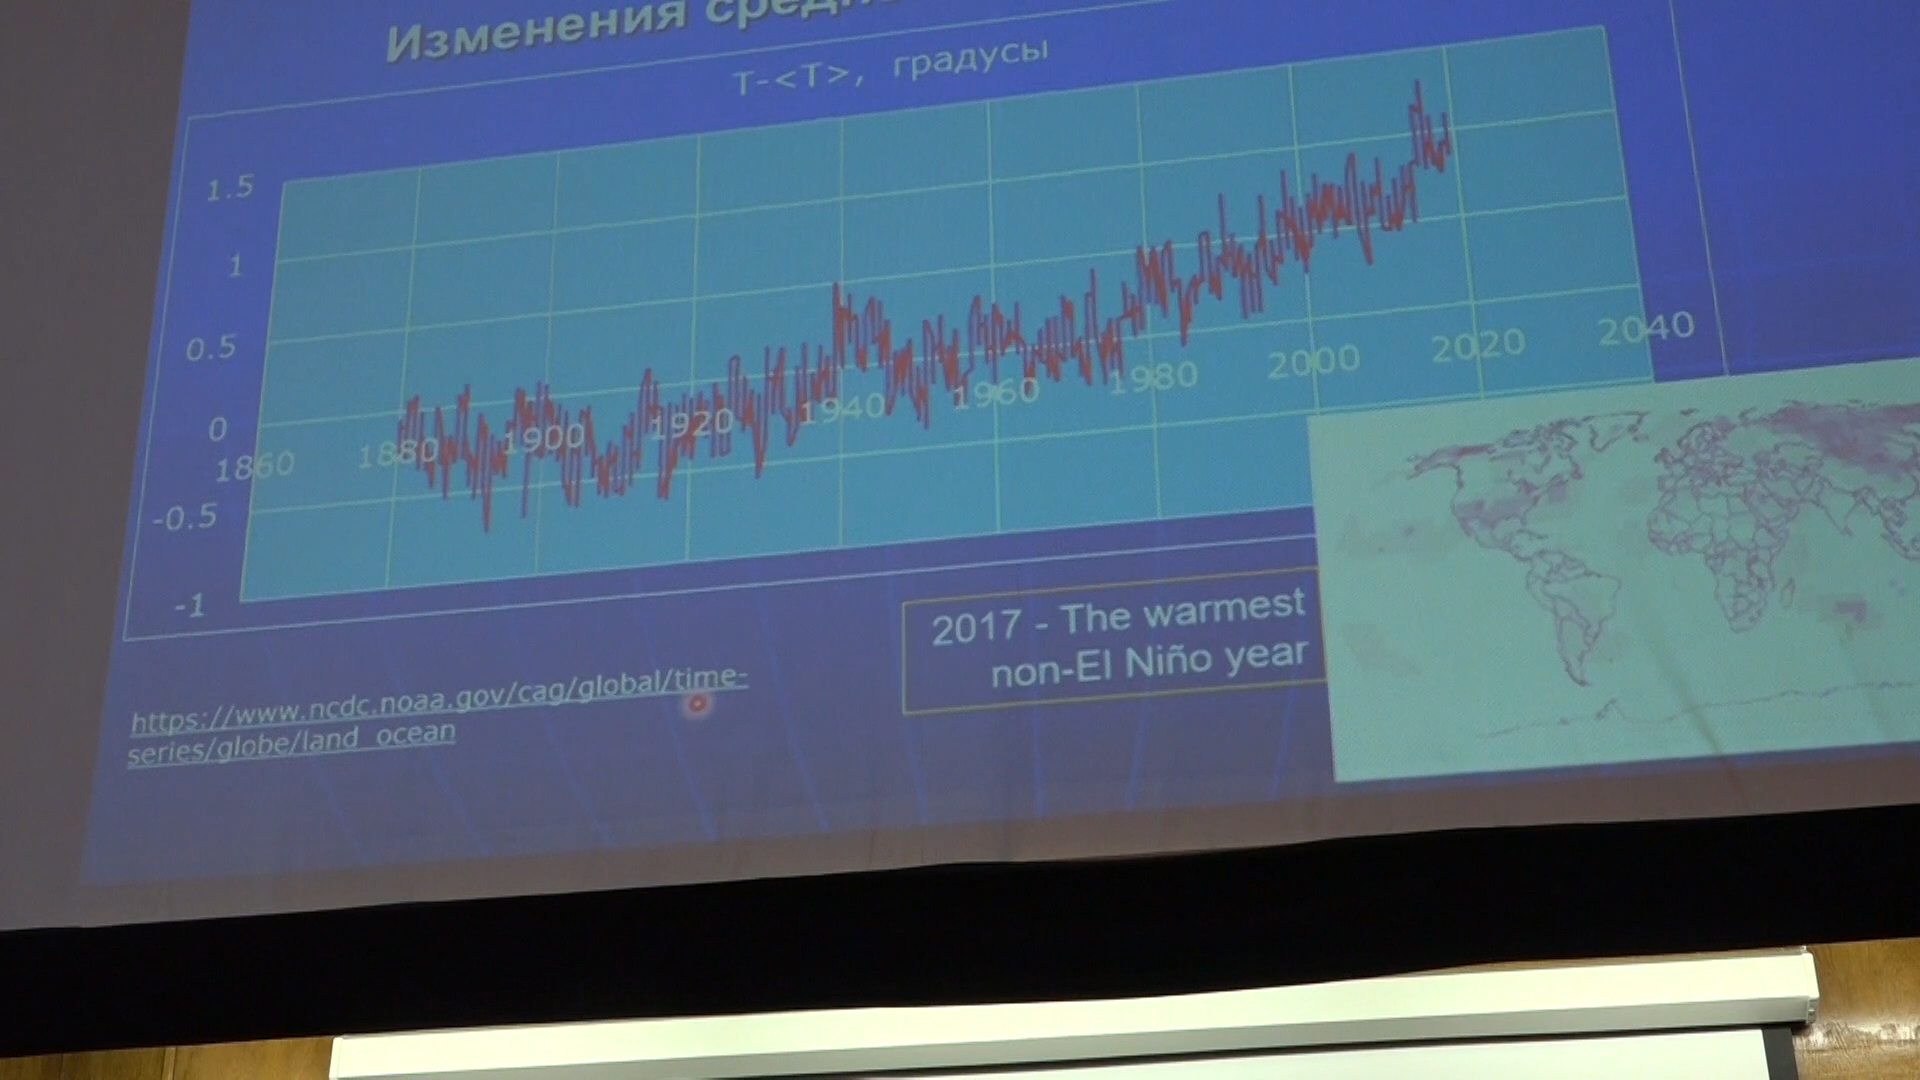 Изменения
T-<T>, градусы
1.5
1
0.5
0
-0.5
-1
1860 1880 1900 1920 1940 1960 1980 2000 2020 2040
2017 - The warmest
non-El Niño year
https://www.ncdc.noaa.gov/cag/global/time-
series/globe/land_ocean